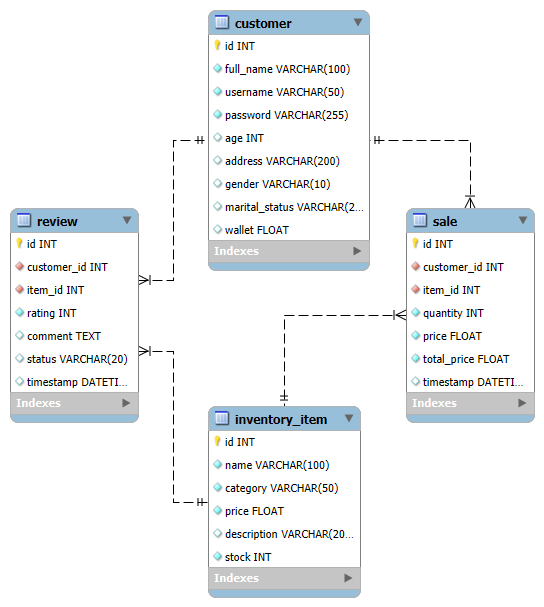 customer
id INT
full_name VARCHAR(100)
username VARCHAR(50)
password VARCHAR(255)
age INT
address VARCHAR(200)
gender VARCHAR(10)
marital_status VARCHAR(2...
wallet FLOAT
Indexes
review
id INT
customer_id INT
item_id INT
rating INT
comment TEXT
status VARCHAR(20)
timestamp DATETI...
Indexes
sale
id INT
customer_id INT
item_id INT
quantity INT
price FLOAT
total_price FLOAT
timestamp DATETI...
Indexes
inventory_item
id INT
name VARCHAR(100)
category VARCHAR(50)
price FLOAT
description VARCHAR(20...
stock INT
Indexes